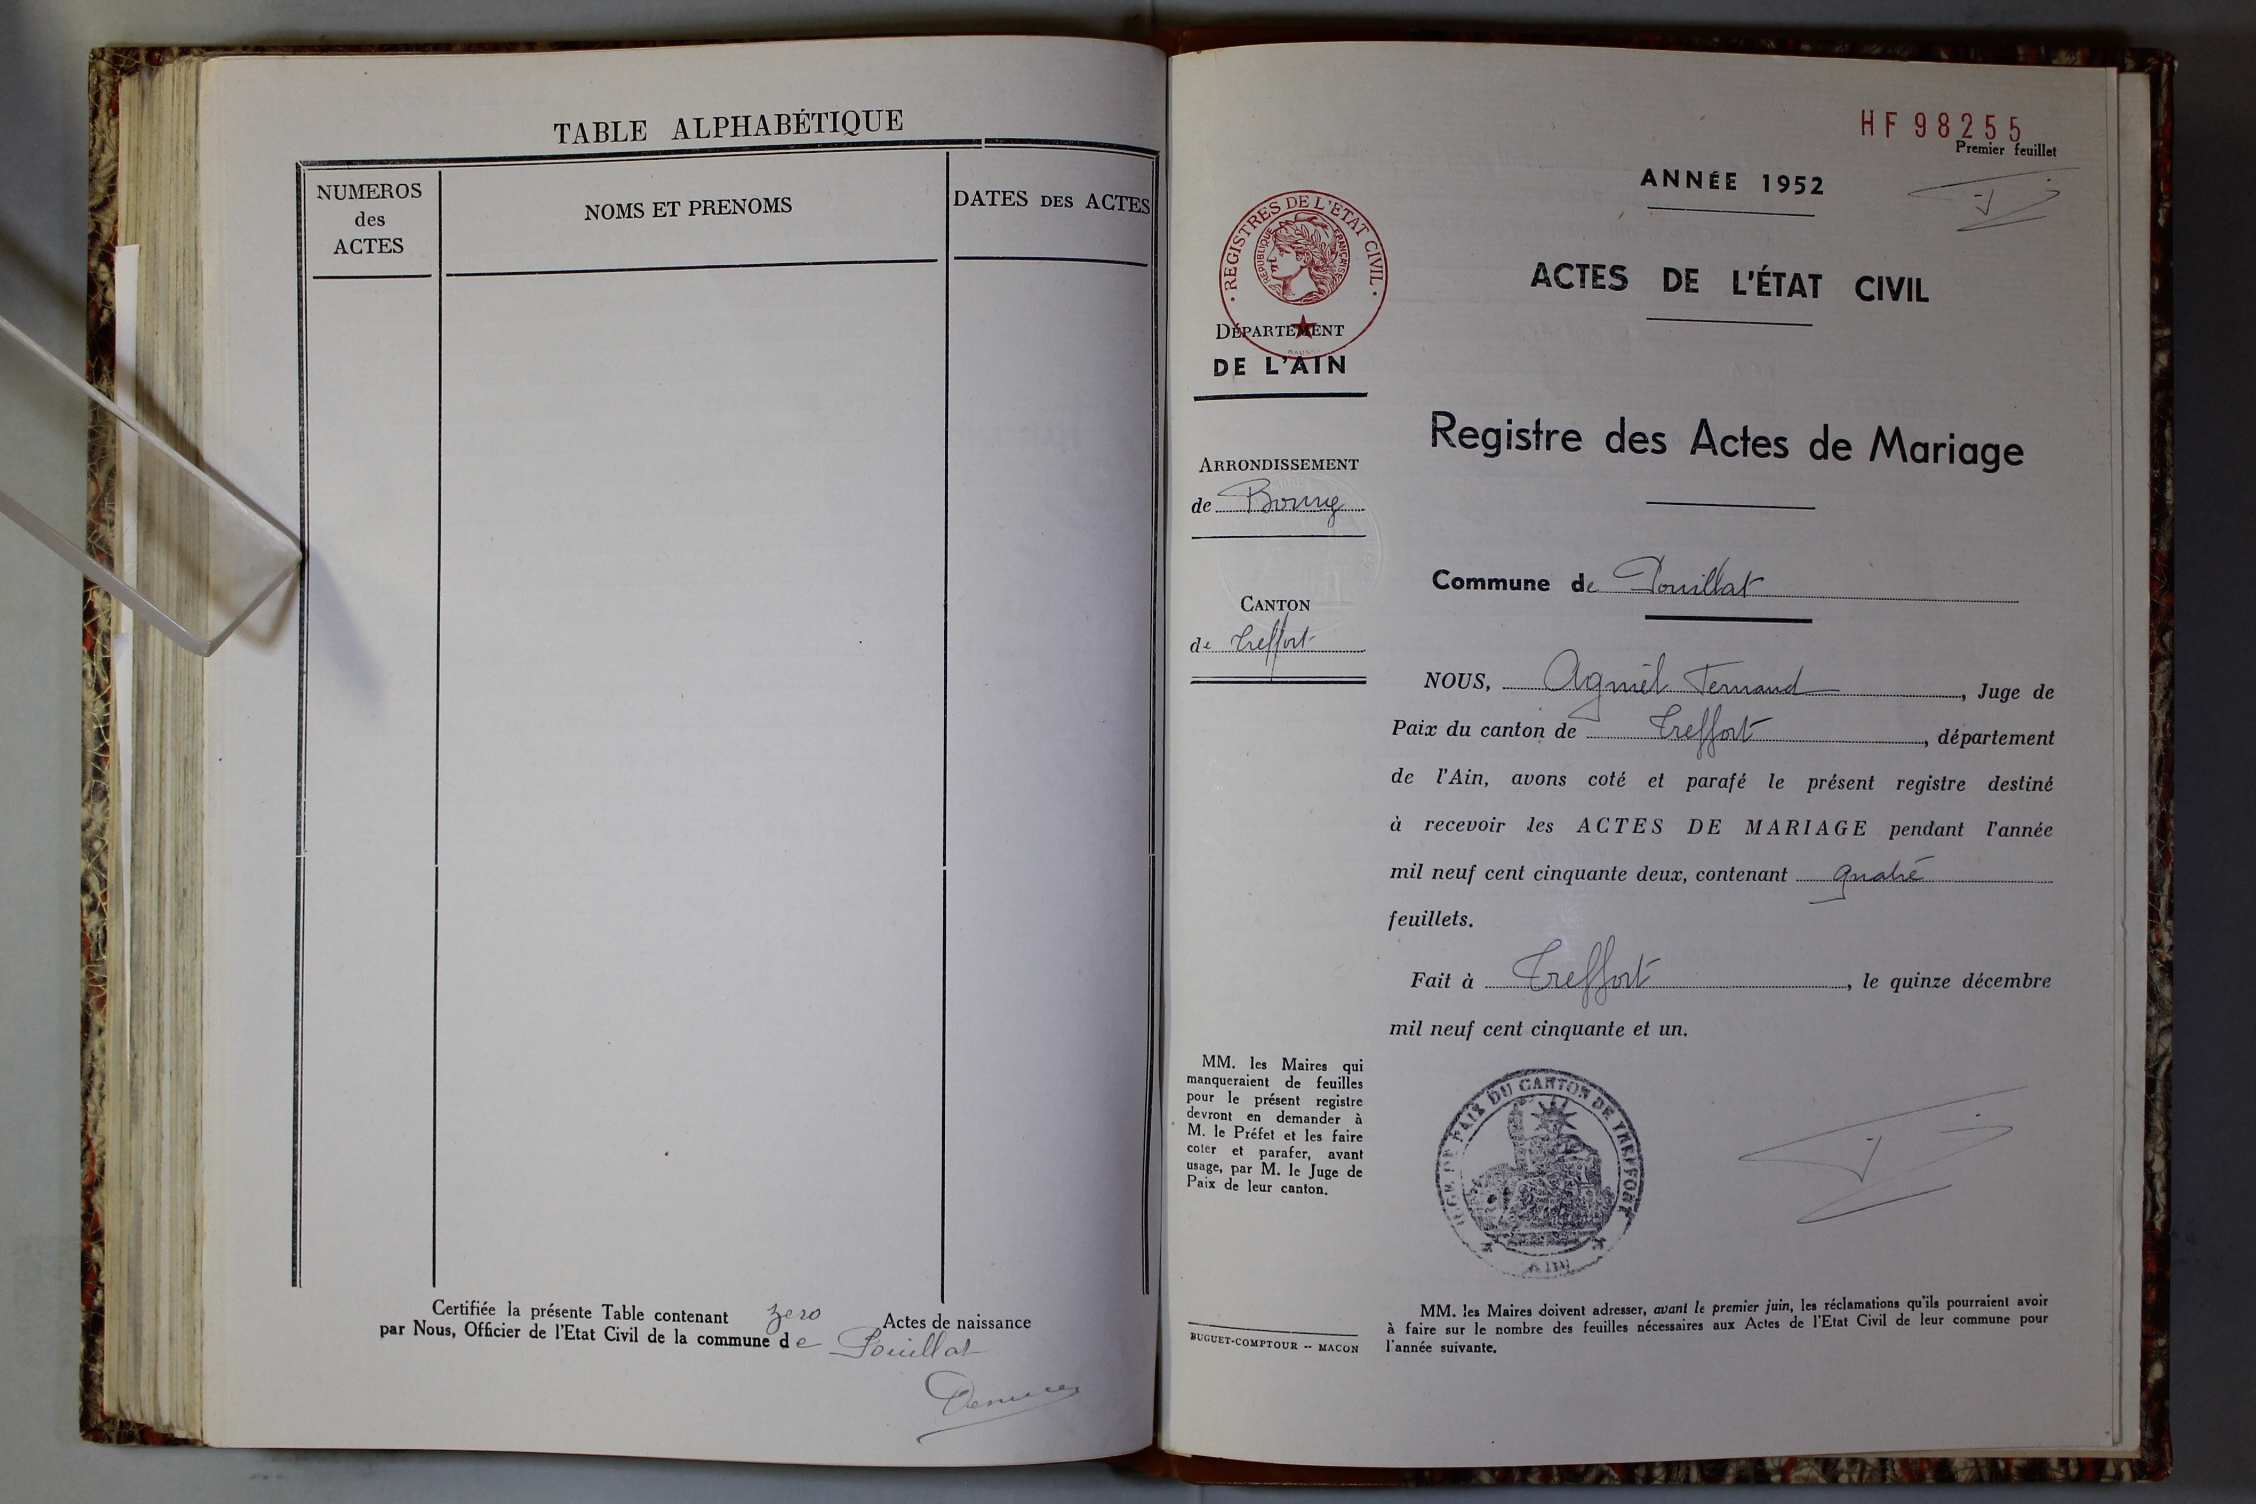 TABLE ALPHABÉTIQUE
NUMEROS
des
ACTES
NOMS ET PRENOMS
DATES DES ACTES
Certifiée la présente Table contenant zero Actes de naissance
par Nous, Officier de l'Etat Civil de la commune de Pouillat
HF 98255
Premier feuillet
ANNÉE 1952
REGISTRES DE L'ETAT CIVIL
REPUBLIQUE FRANÇAISE
ACTES DE L'ÉTAT CIVIL
DÉPARTEMENT
DE L'AIN
Registre des Actes de Mariage
ARRONDISSEMENT
de Bourg
CANTON
de Treffort
Commune de Pouillat
NOUS, Agniel Fernand, Juge de
Paix du canton de Treffort, département
de l'Ain, avons coté et parafé le présent registre destiné
à recevoir les ACTES DE MARIAGE pendant l'année
mil neuf cent cinquante deux, contenant quatre
feuillets.
Fait à Treffort, le quinze décembre
mil neuf cent cinquante et un.
MM. les Maires qui
manqueraient de feuilles
pour le présent registre
devront en demander à
M. le Préfet et les faire
coter et parafer, avant
usage, par M. le Juge de
Paix de leur canton.
JUGE DE PAIX DU CANTON DE TREFFORT
AIN
MM. les Maires doivent adresser, avant le premier juin, les réclamations qu'ils pourraient avoir
à faire sur le nombre des feuilles nécessaires aux Actes de l'Etat Civil de leur commune pour
l'année suivante.
BUGUET-COMPTOUR -- MACON